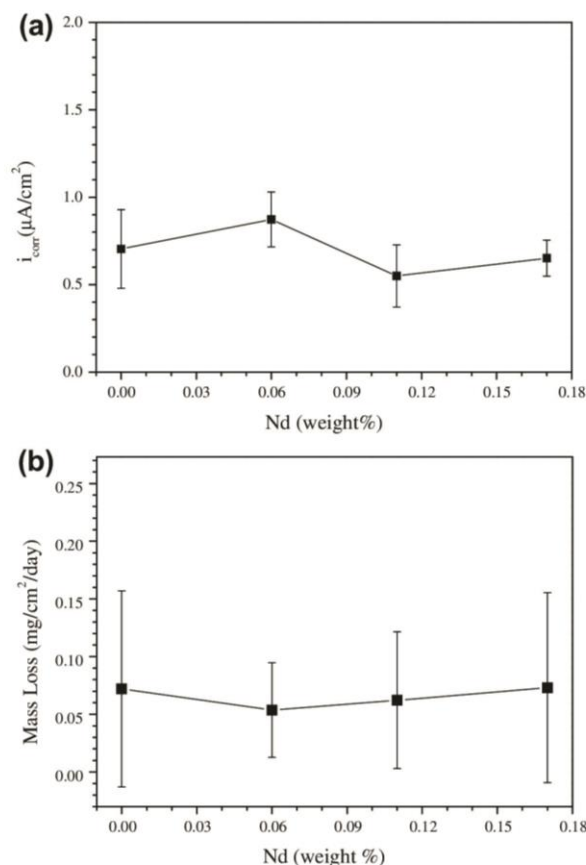 (a)
2.0
1.5
1.0
0.5
0.0
i_corr (μA/cm²)
0.00 0.03 0.06 0.09 0.12 0.15 0.18
Nd (weight%)
(b)
0.25
0.20
0.15
0.10
0.05
0.00
Mass Loss (mg/cm²/day)
0.00 0.03 0.06 0.09 0.12 0.15 0.18
Nd (weight %)